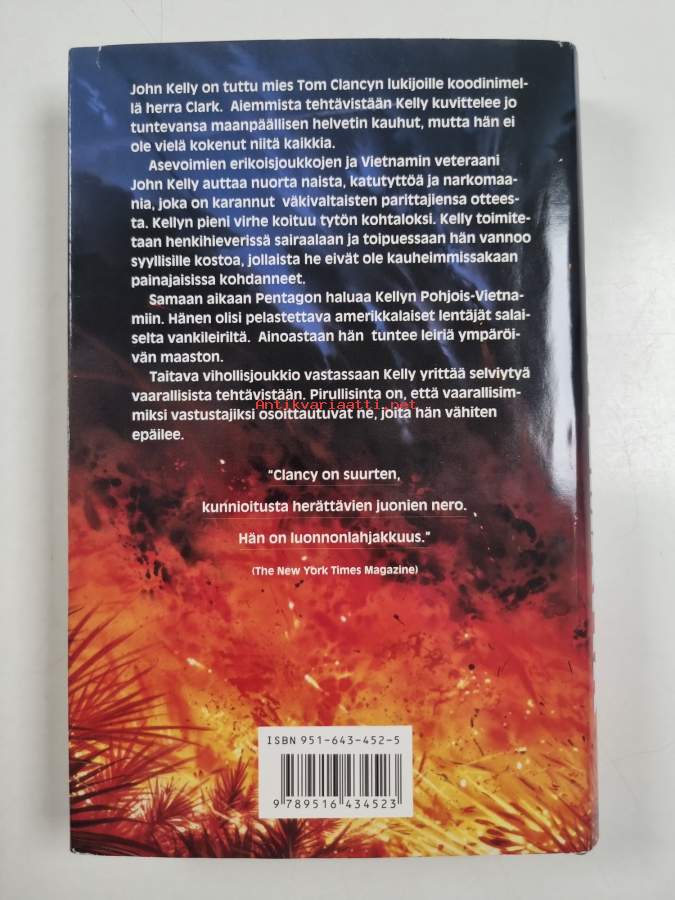 John Kelly on tuttu mies Tom Clancyn lukijoille koodinimel-
lä herra Clark. Aiemmista tehtävistään Kelly kuvittelee jo
tuntevansa maanpäällisen helvetin kauhut, mutta hän ei
ole vielä kokenut niitä kaikkia.
Asevoimien erikoisjoukkojen ja Vietnamin veteraani
John Kelly auttaa nuorta naista, katutyttöä ja narkomaa-
nia, joka on karannut väkivaltaisten parittajiensa ottees-
ta. Kellyn pieni virhe koituu tytön kohtaloksi. Kelly toimite-
taan henkihieverissä sairaalaan ja toipuessaan hän vannoo
syyllisille kostoa, jollaista he eivät ole kauheimmissakaan
painajaisissa kohdanneet.
Samaan aikaan Pentagon haluaa Kellyn Pohjois-Vietna-
miin. Hänen olisi pelastettava amerikkalaiset lentäjät salai-
selta vankileiriltä. Ainoastaan hän tuntee leiriä ympäröi-
vän maaston.
Taitava vihollisjoukkio vastassaan Kelly yrittää selviytyä
vaarallisista tehtävistään. Pirullisinta on, että vaarallisim-
miksi vastustajiksi osoittautuvat ne, joita hän vähiten
epäilee.
Antikvariaatti.net
"Clancy on suurten,
kunnioitusta herättävien juonien nero.
Hän on luonnonlahjakkuus."
(The New York Times Magazine)
ISBN 951-643-452-5
9 789516 434523